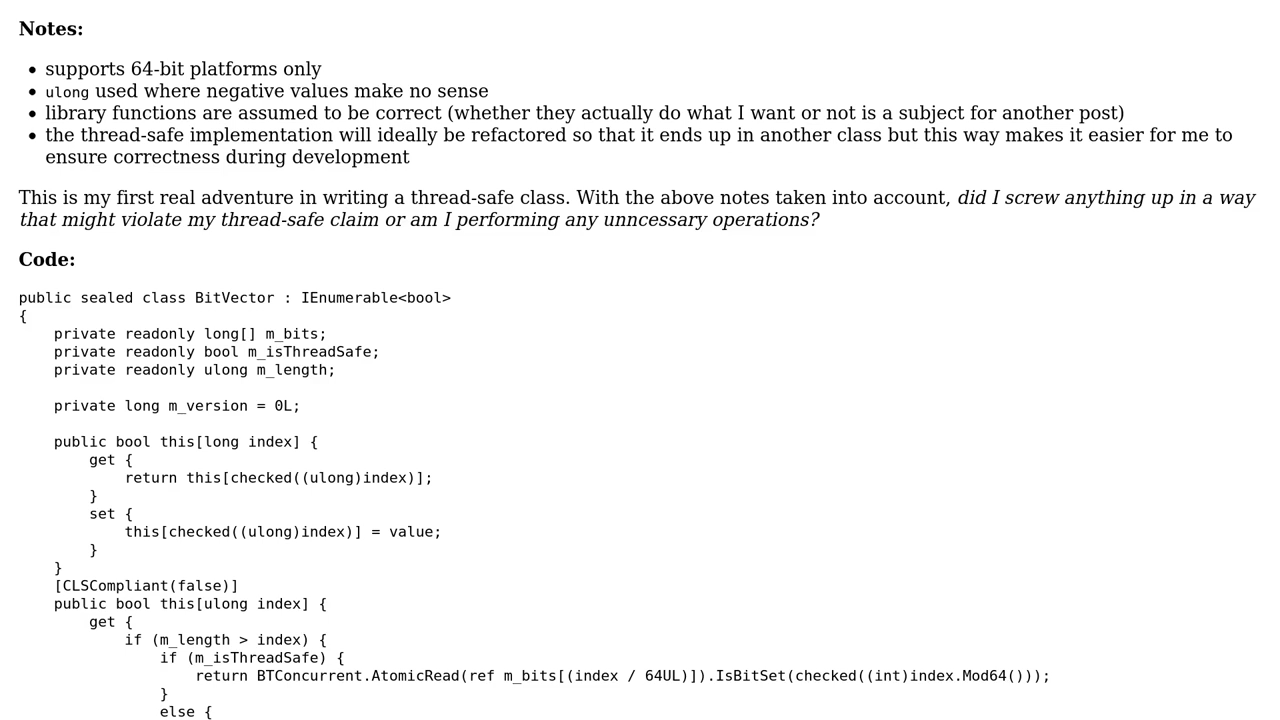 Notes:
• supports 64-bit platforms only
• ulong used where negative values make no sense
• library functions are assumed to be correct (whether they actually do what I want or not is a subject for another post)
• the thread-safe implementation will ideally be refactored so that it ends up in another class but this way makes it easier for me to
ensure correctness during development
This is my first real adventure in writing a thread-safe class. With the above notes taken into account, did I screw anything up in a way
that might violate my thread-safe claim or am I performing any unncessary operations?
Code:
public sealed class BitVector : IEnumerable<bool>
{
    private readonly long[] m_bits;
    private readonly bool m_isThreadSafe;
    private readonly ulong m_length;

    private long m_version = 0L;

    public bool this[long index] {
        get {
            return this[checked((ulong)index)];
        }
        set {
            this[checked((ulong)index)] = value;
        }
    }
    [CLSCompliant(false)]
    public bool this[ulong index] {
        get {
            if (m_length > index) {
                if (m_isThreadSafe) {
                    return BTConcurrent.AtomicRead(ref m_bits[(index / 64UL)]).IsBitSet(checked((int)index.Mod64()));
                }
                else {